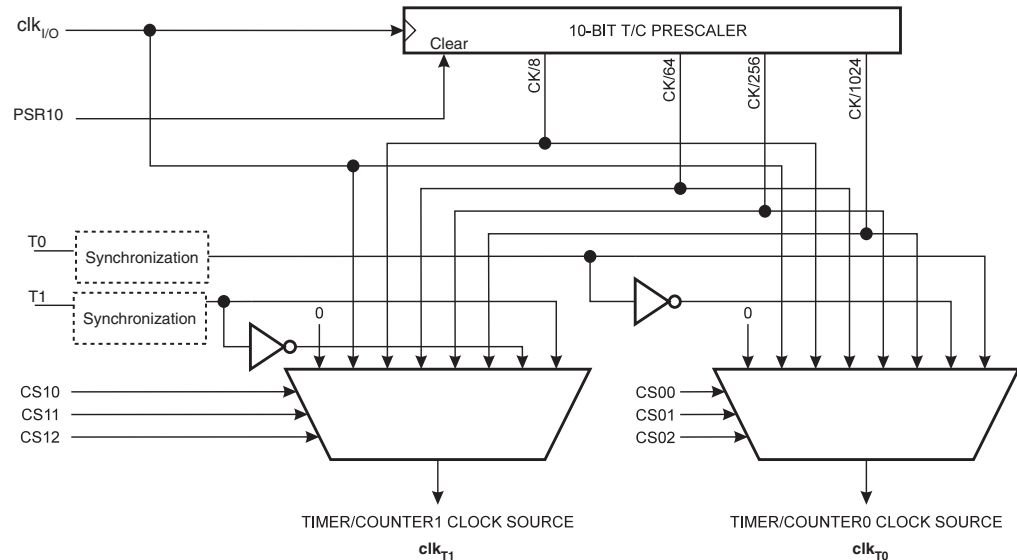 clkI/O
10-BIT T/C PRESCALER
Clear
CK/8
CK/64
CK/256
CK/1024
PSR10
T0
Synchronization
T1
Synchronization
0
0
CS10
CS11
CS12
CS00
CS01
CS02
TIMER/COUNTER1 CLOCK SOURCE
clkT1
TIMER/COUNTER0 CLOCK SOURCE
clkT0